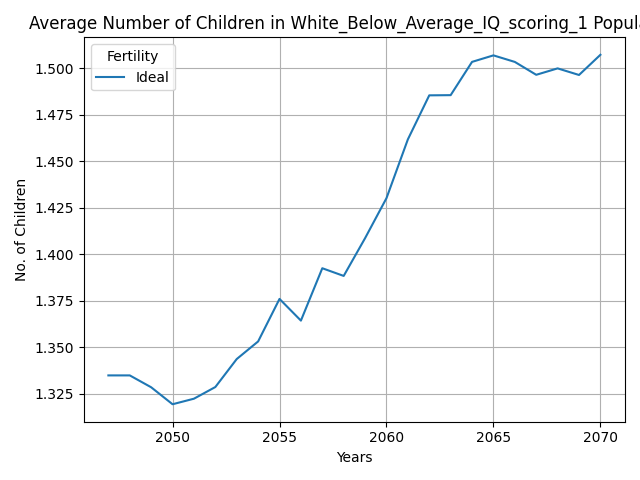 Average Number of Children in White_Below_Average_IQ_scoring_1 Popula
Fertility
Ideal
1.500
1.475
1.450
1.425
1.400
1.375
1.350
1.325
No. of Children
2050 2055 2060 2065 2070
Years